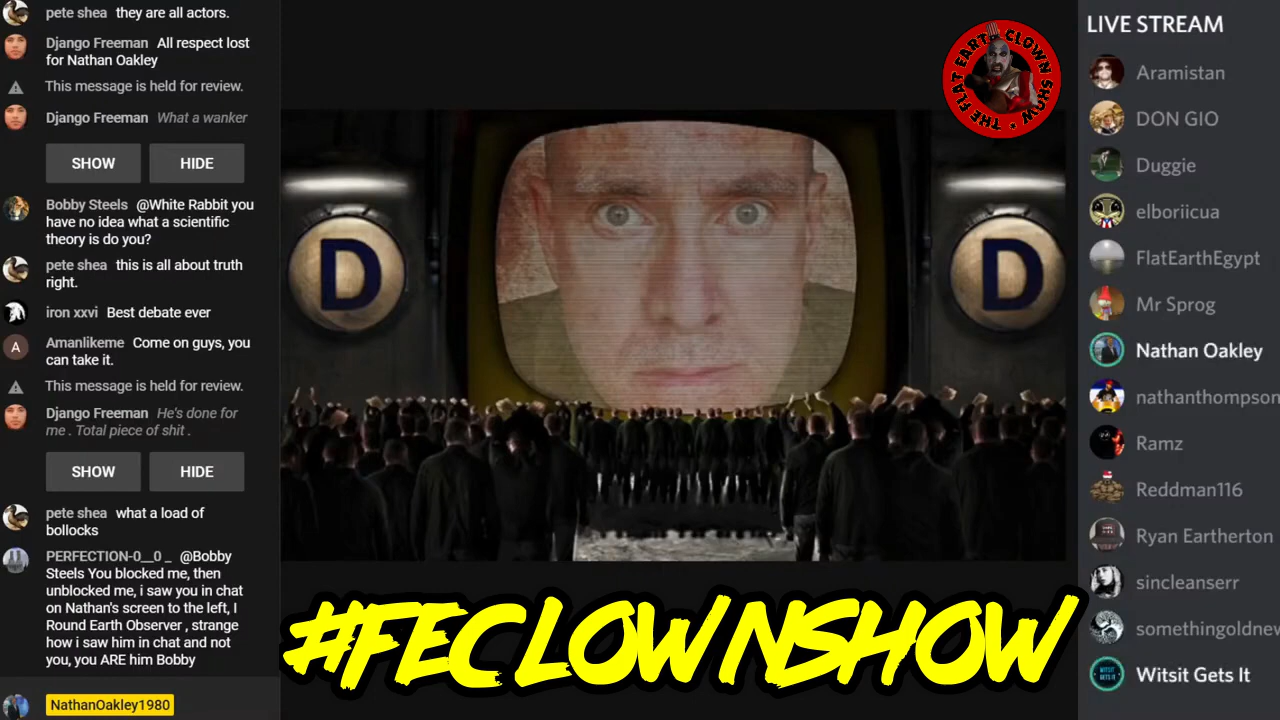 pete shea they are all actors.
Django Freeman All respect lost
for Nathan Oakley
This message is held for review.
Django Freeman What a wanker
SHOW HIDE
Bobby Steels @White Rabbit you
have no idea what a scientific
theory is do you?
pete shea this is all about truth
right.
iron xxvi Best debate ever
A
Amanlikeme Come on guys, you
can take it.
This message is held for review.
Django Freeman He's done for
me . Total piece of shit .
SHOW HIDE
pete shea what a load of
bollocks
PERFECTION-0__0 _ @Bobby
Steels You blocked me, then
unblocked me, i saw you in chat
on Nathan's screen to the left, I
Round Earth Observer , strange
how i saw him in chat and not
you, you ARE him Bobby
NathanOakley1980
D
D
THE FLAT EARTH CLOWN SHOW
#FECLOWNSHOW
LIVE STREAM
Aramistan
DON GIO
Duggie
elboriicua
FlatEarthEgypt
Mr Sprog
Nathan Oakley
nathanthompson
Ramz
Reddman116
Ryan Eartherton
sincleanserr
somethingoldnew
WITSIT
GETS IT
Witsit Gets It